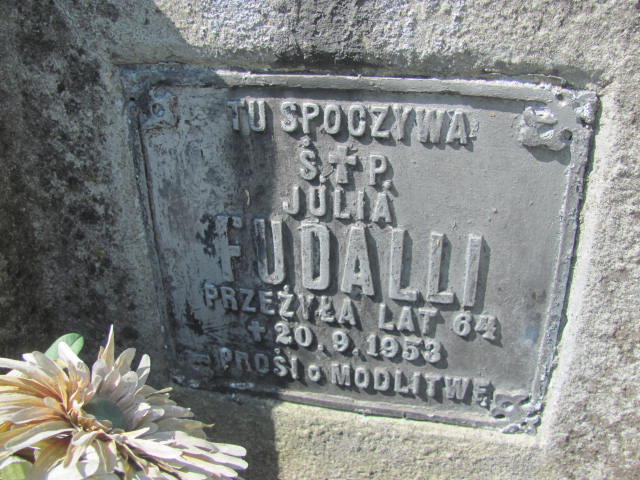 TU SPOCZYWA
Ś✝P.
JULIA
FUDALLI
PRZEŻYŁA LAT 64
✝20.9.1953
PROSI o MODLITWĘ